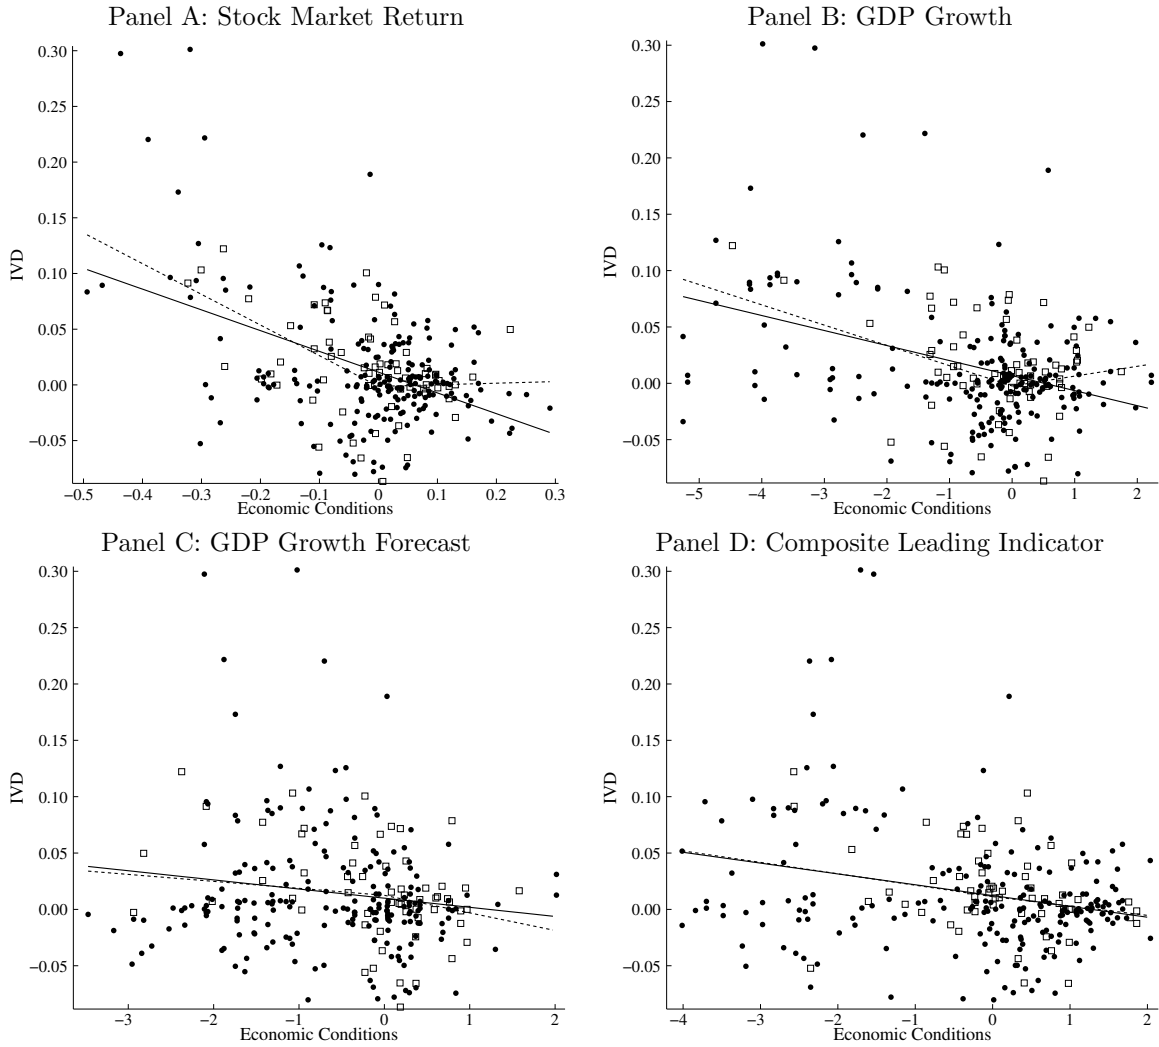 Panel A: Stock Market Return
0.30
0.25
0.20
0.15
0.10
0.05
0.00
−0.05
IVD
−0.5 −0.4 −0.3 −0.2 −0.1 0 0.1 0.2 0.3
Economic Conditions
Panel B: GDP Growth
0.30
0.25
0.20
0.15
0.10
0.05
0.00
−0.05
IVD
−5 −4 −3 −2 −1 0 1 2
Economic Conditions
Panel C: GDP Growth Forecast
0.30
0.25
0.20
0.15
0.10
0.05
0.00
−0.05
IVD
−3 −2 −1 0 1 2
Economic Conditions
Panel D: Composite Leading Indicator
0.30
0.25
0.20
0.15
0.10
0.05
0.00
−0.05
IVD
−4 −3 −2 −1 0 1 2
Economic Conditions